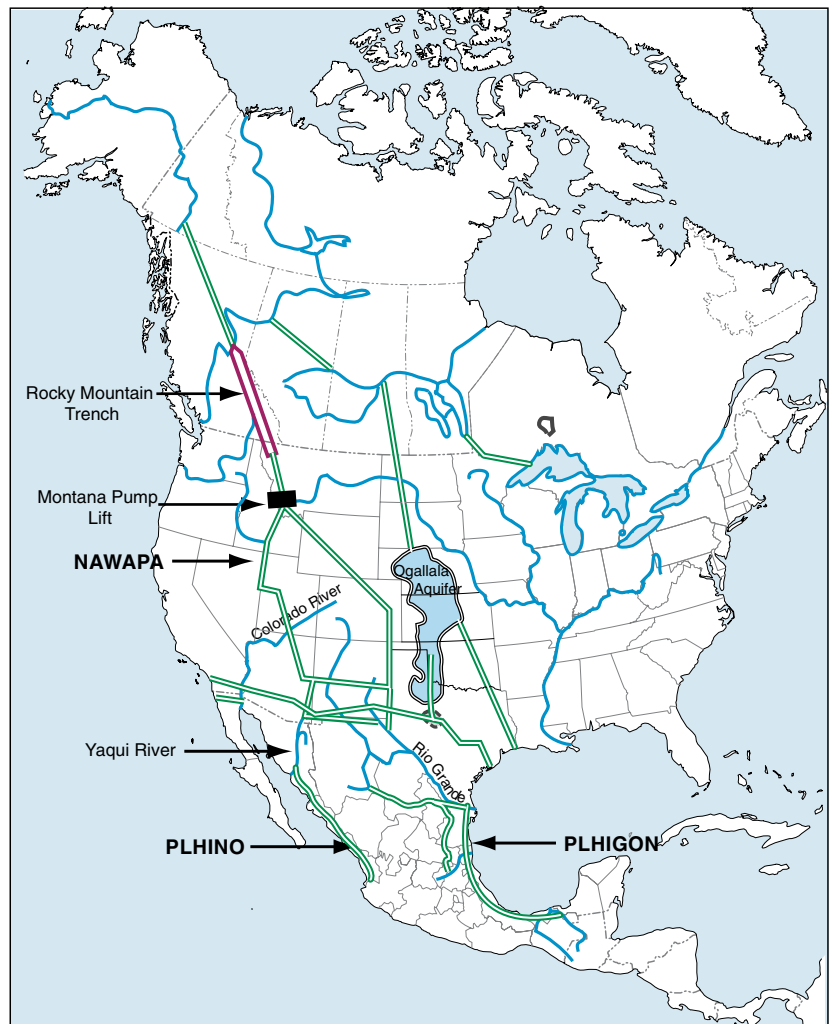 Rocky Mountain
Trench
Montana Pump
Lift
NAWAPA
Ogallala
Aquifer
Colorado River
Yaqui River
Rio Grande
PLHINO
PLHIGON